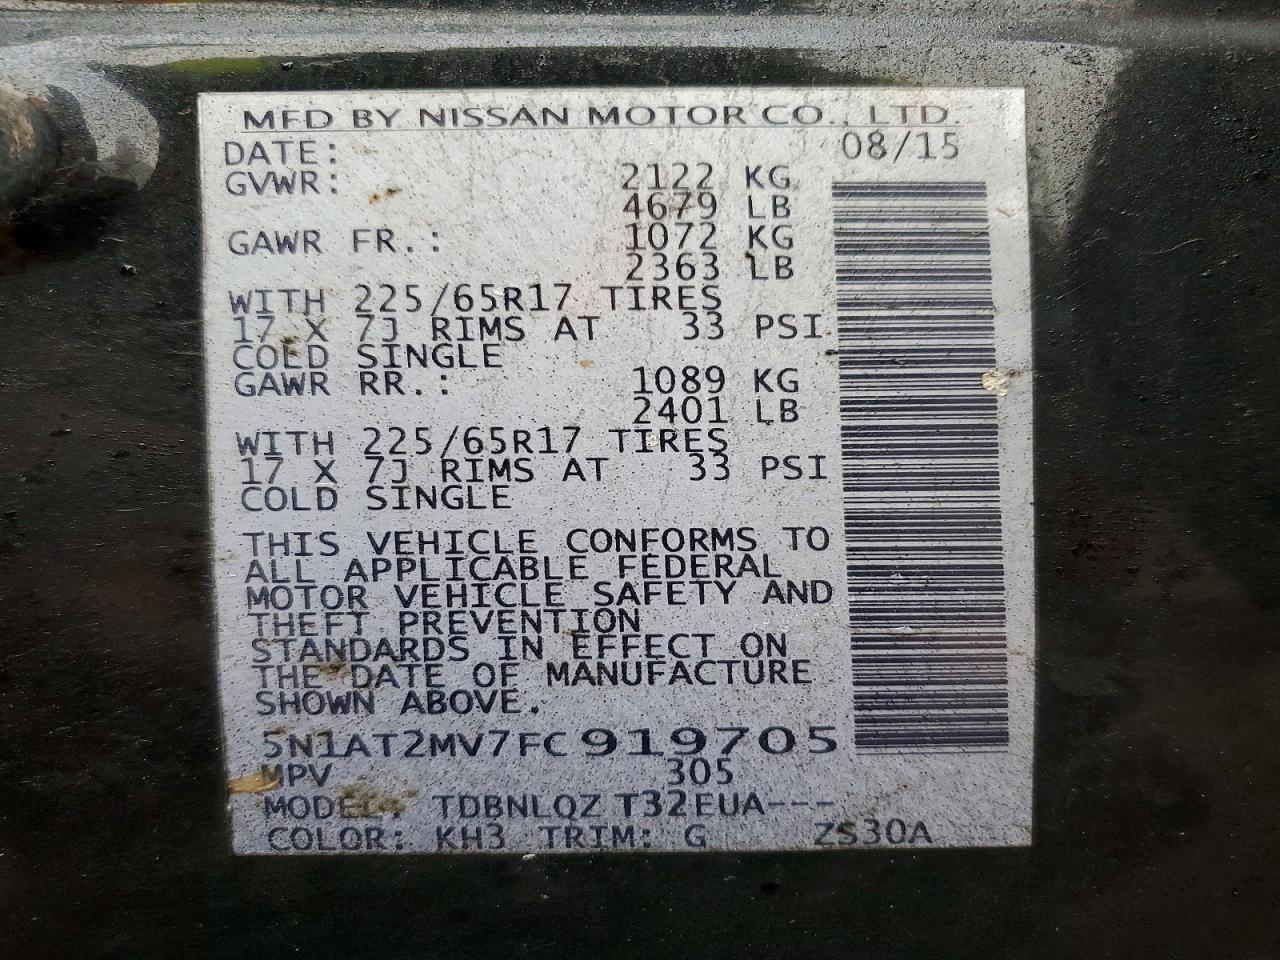 MFD BY NISSAN MOTOR CO., LTD.
DATE: 08/15
GVWR: 2122 KG
4679 LB
GAWR FR.: 1072 KG
2363 LB
WITH 225/65R17 TIRES
17 X 7J RIMS AT 33 PSI
COLD SINGLE
GAWR RR.: 1089 KG
2401 LB
WITH 225/65R17 TIRES
17 X 7J RIMS AT 33 PSI
COLD SINGLE
THIS VEHICLE CONFORMS TO
ALL APPLICABLE FEDERAL
MOTOR VEHICLE SAFETY AND
THEFT PREVENTION
STANDARDS IN EFFECT ON
THE DATE OF MANUFACTURE
SHOWN ABOVE.
5N1AT2MV7FC919705
MPV 305
MODEL: TDBNLQZ T32EUA---
COLOR: KH3 TRIM: G ZS30A